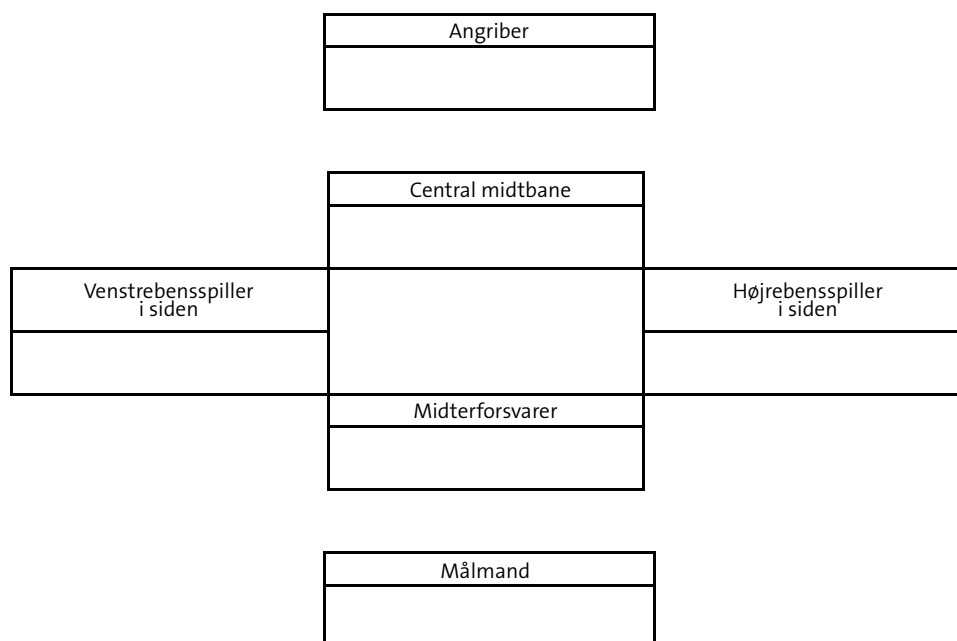 Angriber
Central midtbane
Venstrebensspiller
i siden
Højrebensspiller
i siden
Midterforsvarer
Målmand